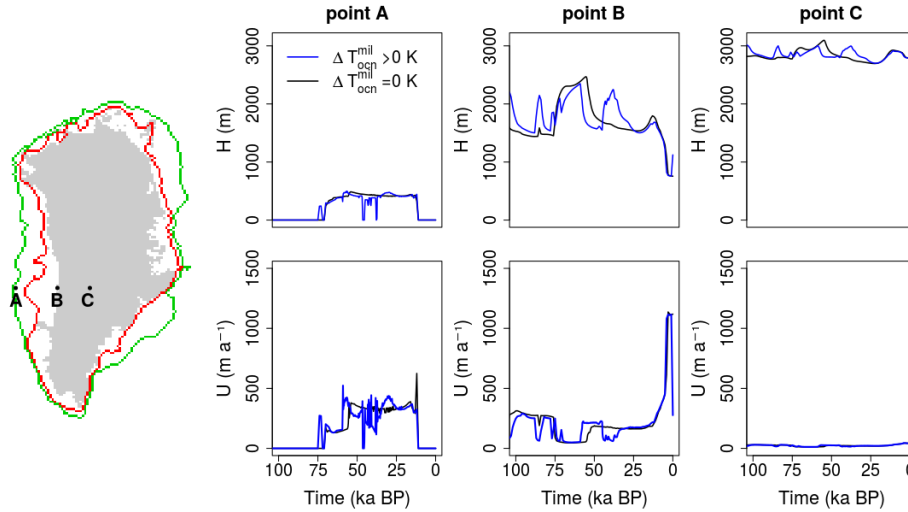 point A
point B
point C
Δ T mil ocn >0 K
Δ T mil ocn =0 K
H (m)
3000
2000
1000
0
H (m)
3000
2000
1000
0
H (m)
3000
2000
1000
0
A B C
U (m a⁻¹)
1500
1000
500
0
U (m a⁻¹)
1500
1000
500
0
U (m a⁻¹)
1500
1000
500
0
100 75 50 25 0
100 75 50 25 0
100 75 50 25 0
Time (ka BP)
Time (ka BP)
Time (ka BP)